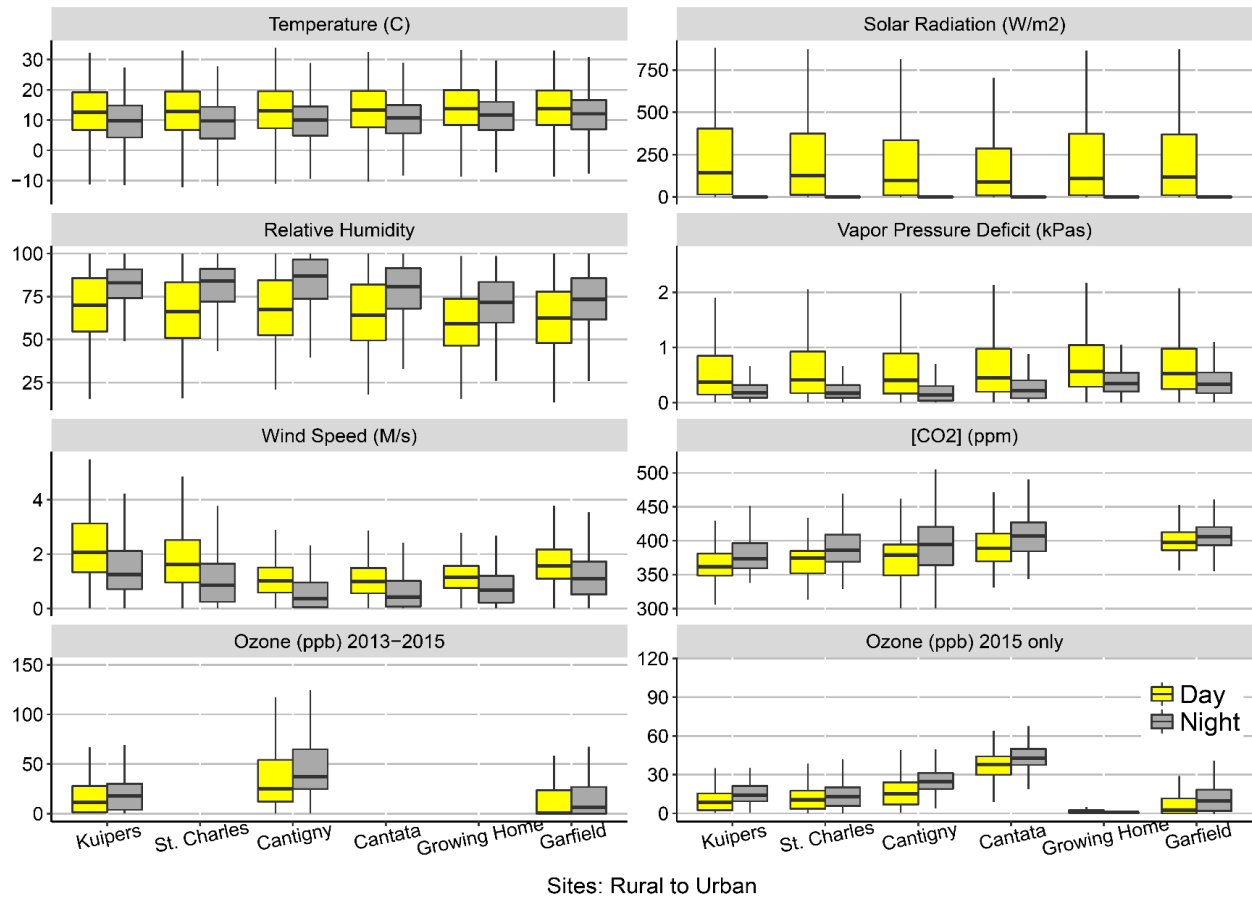 Temperature (C)
Solar Radiation (W/m2)
30
20
10
0
−10
750
500
250
0
Relative Humidity
Vapor Pressure Deficit (kPas)
100
75
50
25
2
1
0
Wind Speed (M/s)
[CO2] (ppm)
4
2
0
500
450
400
350
300
Ozone (ppb) 2013−2015
Ozone (ppb) 2015 only
150
100
50
0
120
90
60
30
0
Day
Night
Kuipers
St. Charles
Cantigny
Cantata
Growing Home
Garfield
Kuipers
St. Charles
Cantigny
Cantata
Growing Home
Garfield
Sites: Rural to Urban